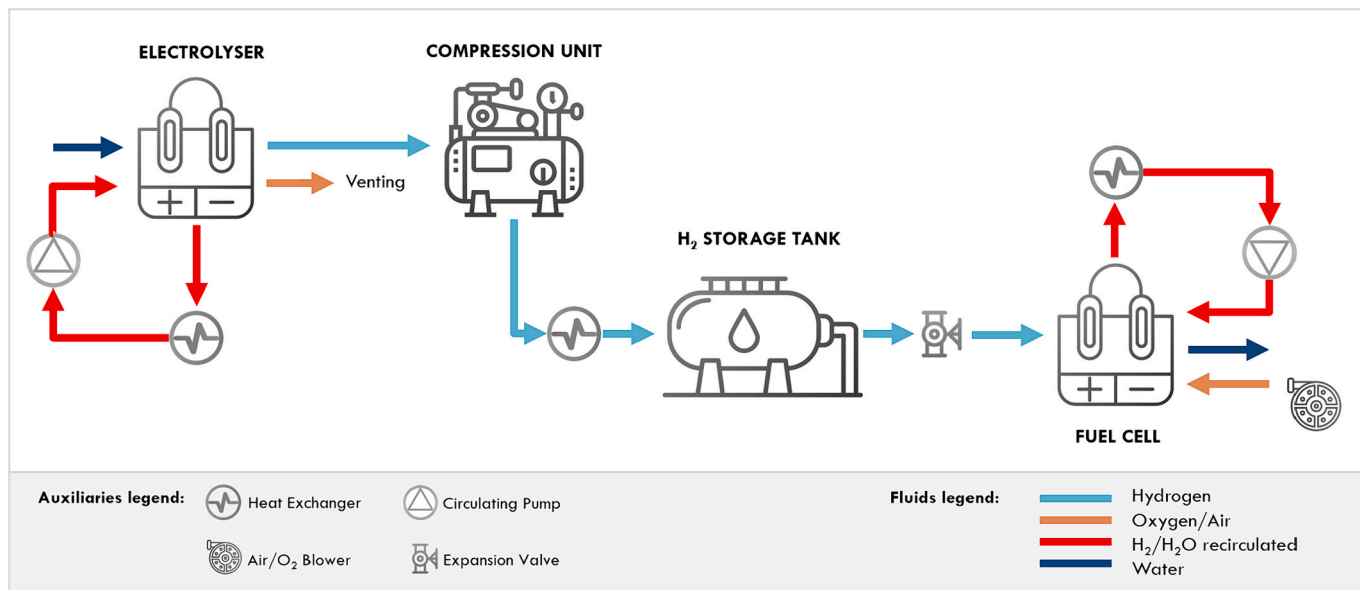 ELECTROLYSER
COMPRESSION UNIT
Venting
H₂ STORAGE TANK
FUEL CELL
Auxiliaries legend:
Heat Exchanger
Circulating Pump
Air/O₂ Blower
Expansion Valve
Fluids legend:
Hydrogen
Oxygen/Air
H₂/H₂O recirculated
Water